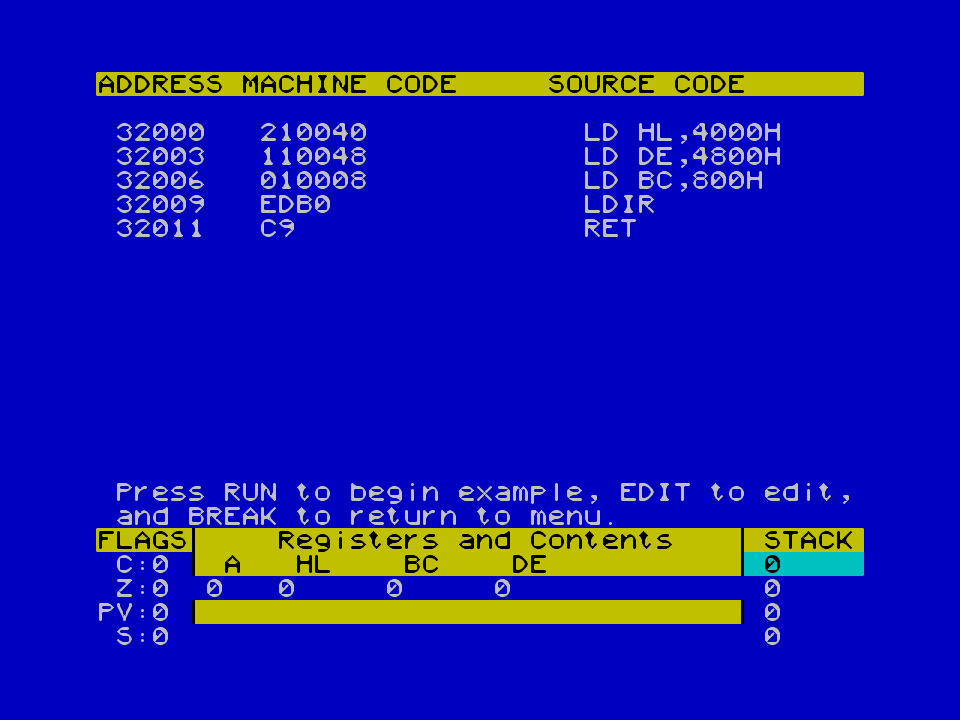 ADDRESS MACHINE CODE SOURCE CODE
32000 210040 LD HL,4000H
32003 110048 LD DE,4800H
32006 010008 LD BC,800H
32009 EDB0 LDIR
32011 C9 RET
Press RUN to begin example, EDIT to edit,
and BREAK to return to menu.
FLAGS Registers and Contents STACK
C:0 A HL BC DE 0
Z:0 0 0 0 0 0
PV:0 0
S:0 0